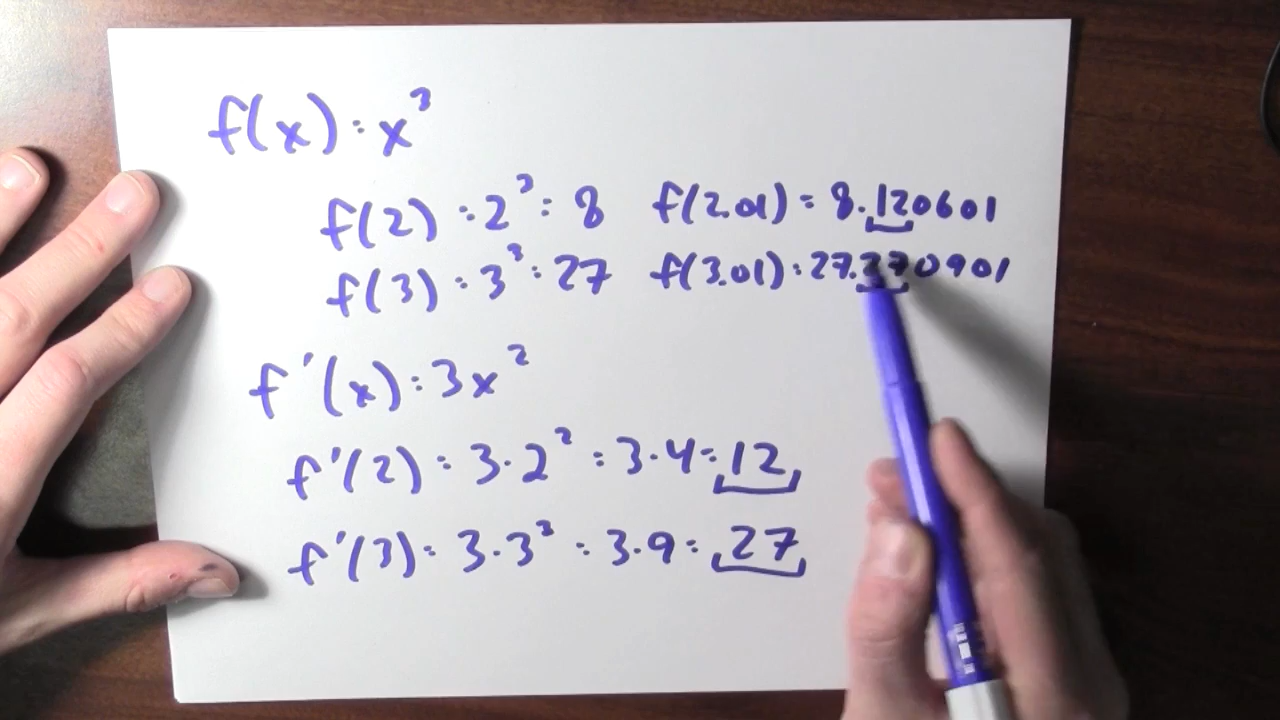 f(x) = x³
f(2) = 2³ = 8 f(2.01) = 8.120601
f(3) = 3³ = 27 f(3.01) = 27.270901
f'(x) = 3x²
f'(2) = 3·2² = 3·4 = 12
f'(3) = 3·3² = 3·9 = 27